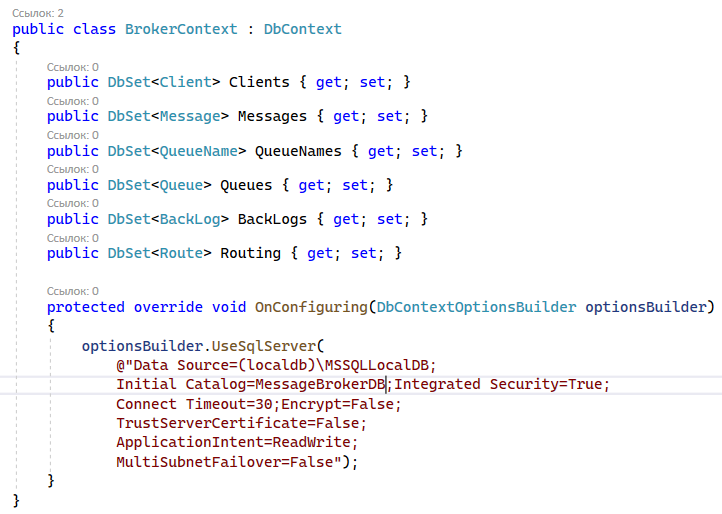 Ссылок: 2
public class BrokerContext : DbContext
{
Ссылок: 0
public DbSet<Client> Clients { get; set; }
Ссылок: 0
public DbSet<Message> Messages { get; set; }
Ссылок: 0
public DbSet<QueueName> QueueNames { get; set; }
Ссылок: 0
public DbSet<Queue> Queues { get; set; }
Ссылок: 0
public DbSet<BackLog> BackLogs { get; set; }
Ссылок: 0
public DbSet<Route> Routing { get; set; }
Ссылок: 0
protected override void OnConfiguring(DbContextOptionsBuilder optionsBuilder)
{
optionsBuilder.UseSqlServer(
@"Data Source=(localdb)\MSSQLLocalDB;
Initial Catalog=MessageBrokerDB;Integrated Security=True;
Connect Timeout=30;Encrypt=False;
TrustServerCertificate=False;
ApplicationIntent=ReadWrite;
MultiSubnetFailover=False");
}
}